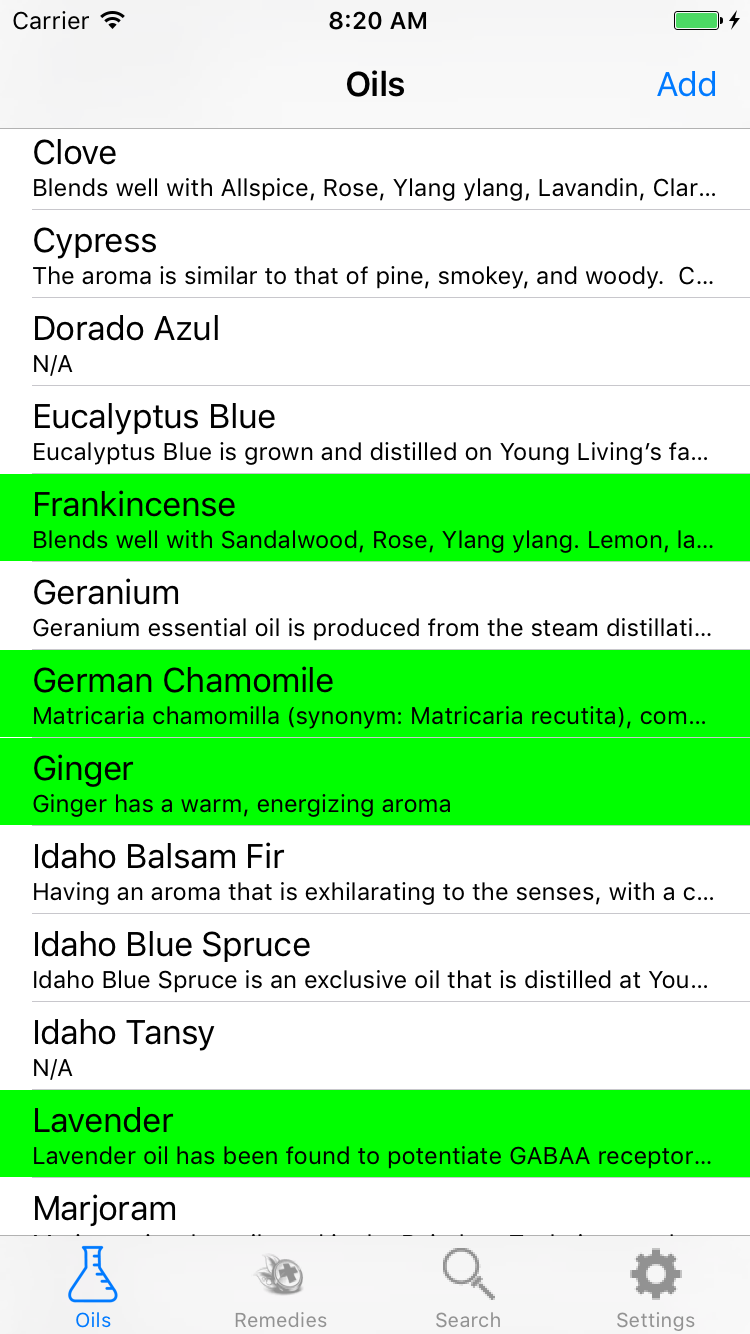 Carrier 8:20 AM
Oils Add
Clove
Blends well with Allspice, Rose, Ylang ylang, Lavandin, Clar...
Cypress
The aroma is similar to that of pine, smokey, and woody.  C...
Dorado Azul
N/A
Eucalyptus Blue
Eucalyptus Blue is grown and distilled on Young Living’s fa...
Frankincense
Blends well with Sandalwood, Rose, Ylang ylang. Lemon, la...
Geranium
Geranium essential oil is produced from the steam distillati...
German Chamomile
Matricaria chamomilla (synonym: Matricaria recutita), com...
Ginger
Ginger has a warm, energizing aroma
Idaho Balsam Fir
Having an aroma that is exhilarating to the senses, with a c...
Idaho Blue Spruce
Idaho Blue Spruce is an exclusive oil that is distilled at You...
Idaho Tansy
N/A
Lavender
Lavender oil has been found to potentiate GABAA receptor...
Marjoram
Oils Remedies Search Settings